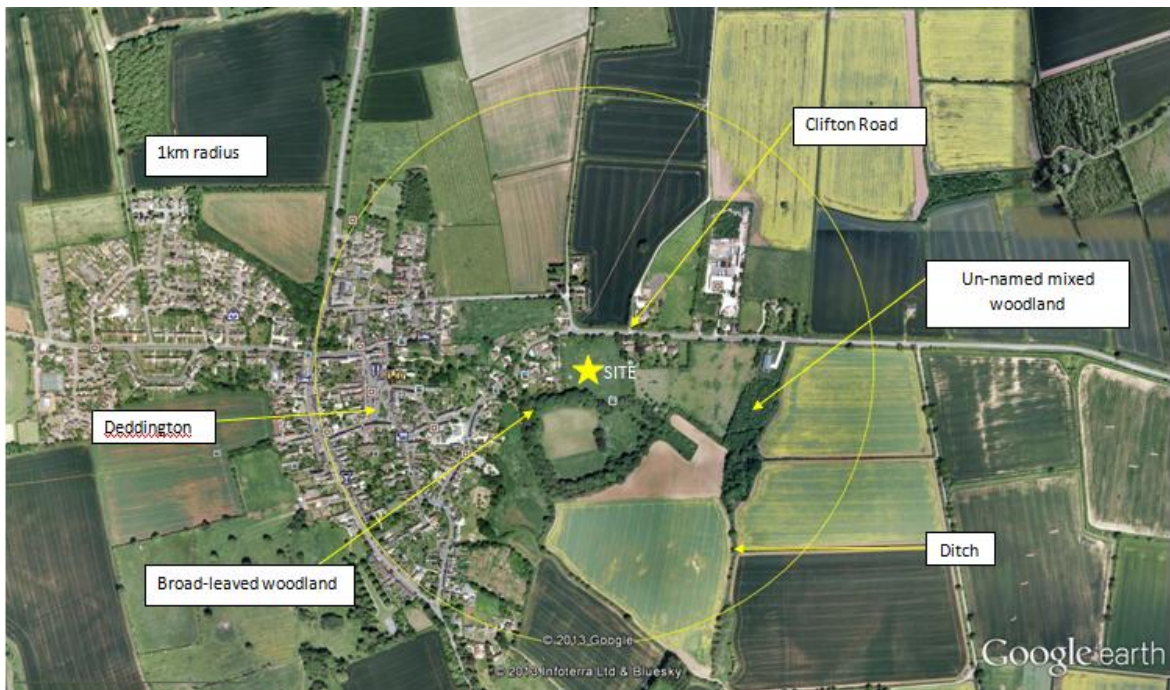 1km radius
Clifton Road
Un-named mixed
woodland
SITE
Deddington
Ditch
Broad-leaved woodland
© 2013 Google
© 2013 Infoterra Ltd & Bluesky
Google earth